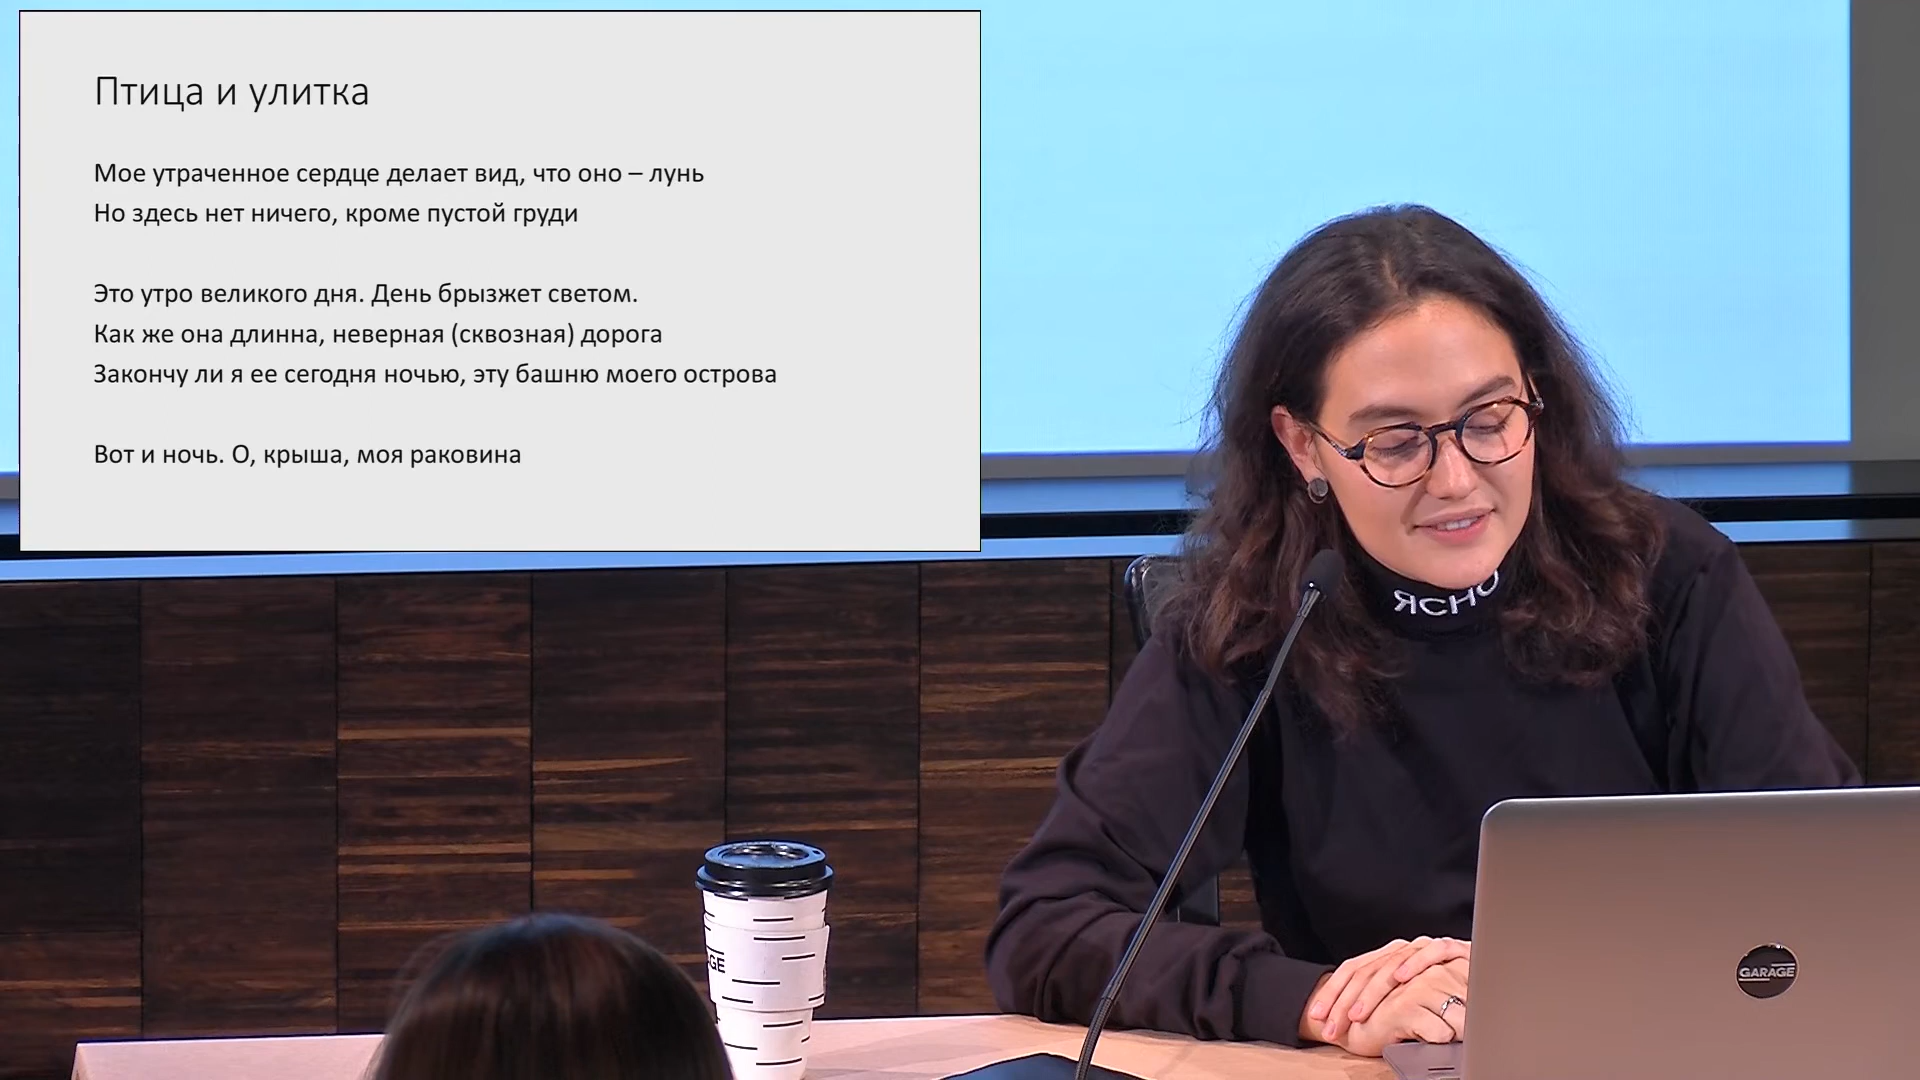 Птица и улитка
Мое утраченное сердце делает вид, что оно – лунь
Но здесь нет ничего, кроме пустой груди
Это утро великого дня. День брызжет светом.
Как же она длинна, неверная (сквозная) дорога
Закончу ли я ее сегодня ночью, эту башню моего острова
Вот и ночь. О, крыша, моя раковина
ЯСНО
GE
GARAGE